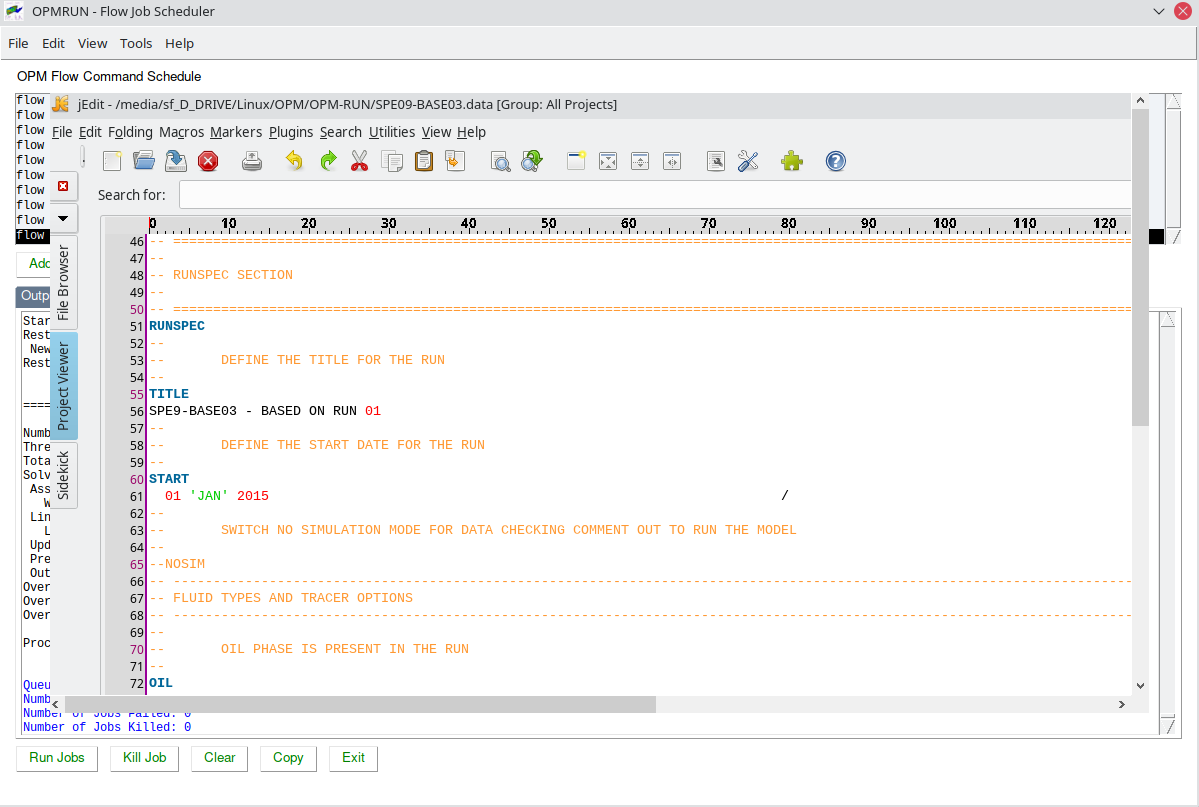 OPMRUN - Flow Job Scheduler
File Edit View Tools Help
OPM Flow Command Schedule
flow
flow
flow
flow
flow
flow
flow
flow
flow
flow
jEdit - /media/sf_D_DRIVE/Linux/OPM/OPM-RUN/SPE09-BASE03.data [Group: All Projects]
File Edit Folding Macros Markers Plugins Search Utilities View Help
Search for:
File Browser
Project Viewer
Sidekick
0 10 20 30 40 50 60 70 80 90 100 110 120
46 -- ========================================================================================================================
47 --
48 -- RUNSPEC SECTION
49 --
50 -- ========================================================================================================================
51 RUNSPEC
52 --
53 -- DEFINE THE TITLE FOR THE RUN
54 --
55 TITLE
56 SPE9-BASE03 - BASED ON RUN 01
57 --
58 -- DEFINE THE START DATE FOR THE RUN
59 --
60 START
61 01 'JAN' 2015 /
62 --
63 -- SWITCH NO SIMULATION MODE FOR DATA CHECKING COMMENT OUT TO RUN THE MODEL
64 --
65 --NOSIM
66 -- ------------------------------------------------------------------------------------------------------------------------
67 -- FLUID TYPES AND TRACER OPTIONS
68 -- ------------------------------------------------------------------------------------------------------------------------
69 --
70 -- OIL PHASE IS PRESENT IN THE RUN
71 --
72 OIL
Add
Outp
Star
Rest
New
Rest
====
Numb
Thre
Tota
Solv
Ass
W
Lin
L
Upd
Pre
Out
Over
Over
Over
Proc
Queu
Numb
Number of Jobs Failed: 0
Number of Jobs Killed: 0
Run Jobs Kill Job Clear Copy Exit